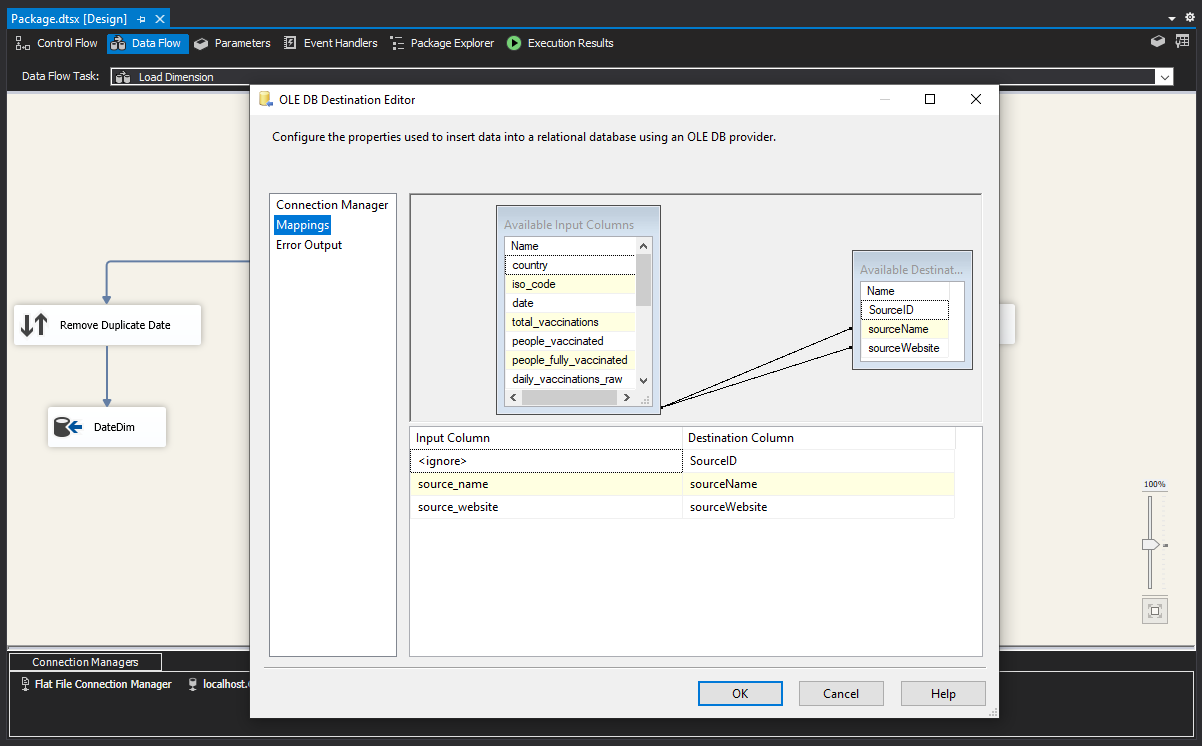 Package.dtsx [Design]
Control Flow Data Flow Parameters Event Handlers Package Explorer Execution Results
Data Flow Task: Load Dimension
OLE DB Destination Editor
Configure the properties used to insert data into a relational database using an OLE DB provider.
Connection Manager
Mappings
Error Output
Available Input Columns
Name
country
iso_code
date
total_vaccinations
people_vaccinated
people_fully_vaccinated
daily_vaccinations_raw
Available Destinat...
Name
SourceID
sourceName
sourceWebsite
Input Column Destination Column
<ignore> SourceID
source_name sourceName
source_website sourceWebsite
Remove Duplicate Date
DateDim
100%
OK Cancel Help
Connection Managers
Flat File Connection Manager localhost.